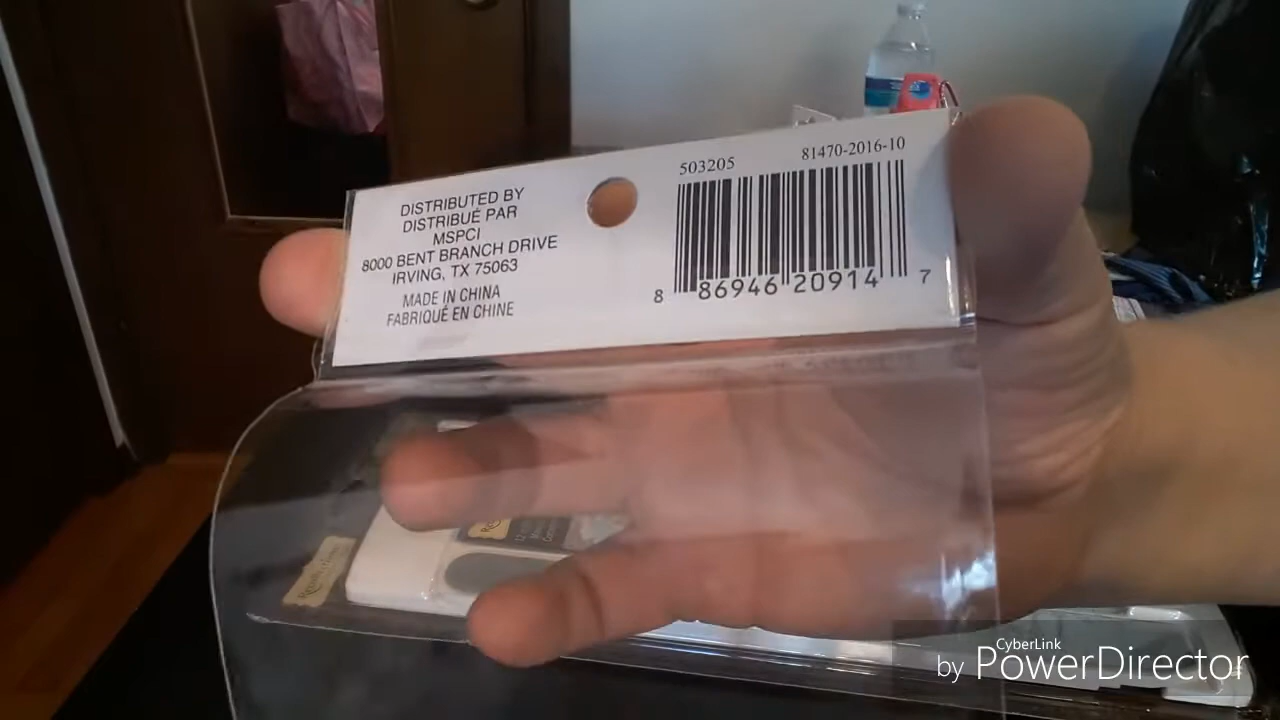 503205 81470-2016-10
DISTRIBUTED BY
DISTRIBUÉ PAR
MSPCI
8000 BENT BRANCH DRIVE
IRVING, TX 75063
MADE IN CHINA
FABRIQUÉ EN CHINE
8 86946 20914 7
CyberLink
by PowerDirector